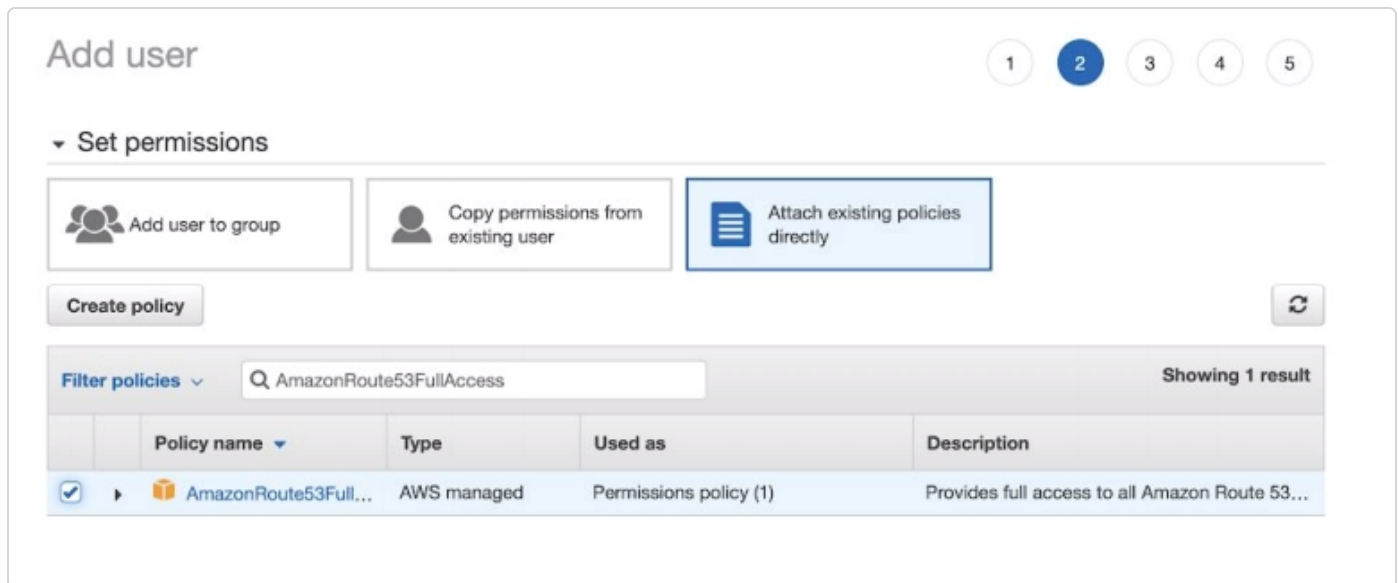 Add user
1 2 3 4 5
Set permissions
Add user to group
Copy permissions from
existing user
Attach existing policies
directly
Create policy
Filter policies AmazonRoute53FullAccess Showing 1 result
Policy name Type Used as Description
AmazonRoute53Full... AWS managed Permissions policy (1) Provides full access to all Amazon Route 53...